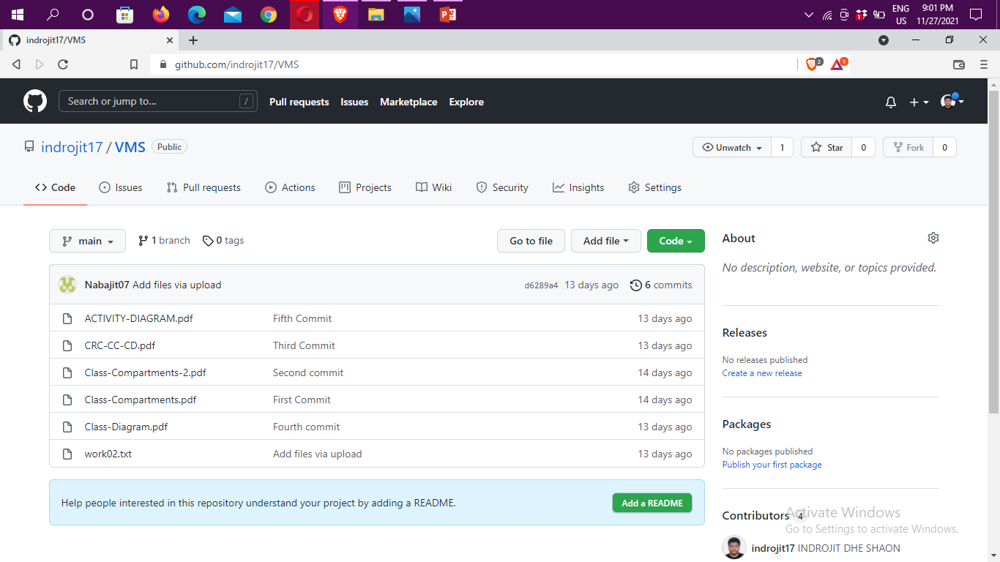 ENG 9:01 PM
US 11/27/2021
1
indrojit17/VMS
github.com/indrojit17/VMS 2 1
Search or jump to... / Pull requests Issues Marketplace Explore
indrojit17 / VMS Public Unwatch 1 Star 0 Fork 0
Code Issues Pull requests Actions Projects Wiki Security Insights Settings
main 1 branch 0 tags Go to file Add file Code
Nabajit07 Add files via upload d6289a4 13 days ago 6 commits
ACTIVITY-DIAGRAM.pdf Fifth Commit 13 days ago
CRC-CC-CD.pdf Third Commit 13 days ago
Class-Compartments-2.pdf Second commit 14 days ago
Class-Compartments.pdf First Commit 14 days ago
Class-Diagram.pdf Fourth commit 13 days ago
work02.txt Add files via upload 13 days ago
Help people interested in this repository understand your project by adding a README. Add a README
About
No description, website, or topics provided.
Releases
No releases published
Create a new release
Packages
No packages published
Publish your first package
Contributors 4
indrojit17 INDROJIT DHE SHAON
Activate Windows
Go to Settings to activate Windows.